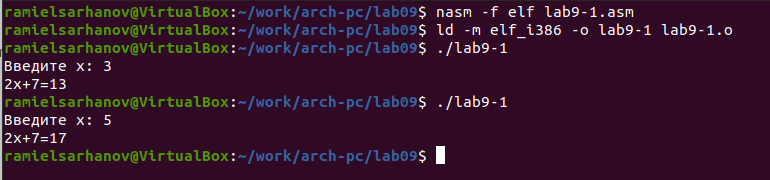 ramielsarhanov@VirtualBox:~/work/arch-pc/lab09$ nasm -f elf lab9-1.asm
ramielsarhanov@VirtualBox:~/work/arch-pc/lab09$ ld -m elf_i386 -o lab9-1 lab9-1.o
ramielsarhanov@VirtualBox:~/work/arch-pc/lab09$ ./lab9-1
Введите x: 3
2x+7=13
ramielsarhanov@VirtualBox:~/work/arch-pc/lab09$ ./lab9-1
Введите x: 5
2x+7=17
ramielsarhanov@VirtualBox:~/work/arch-pc/lab09$